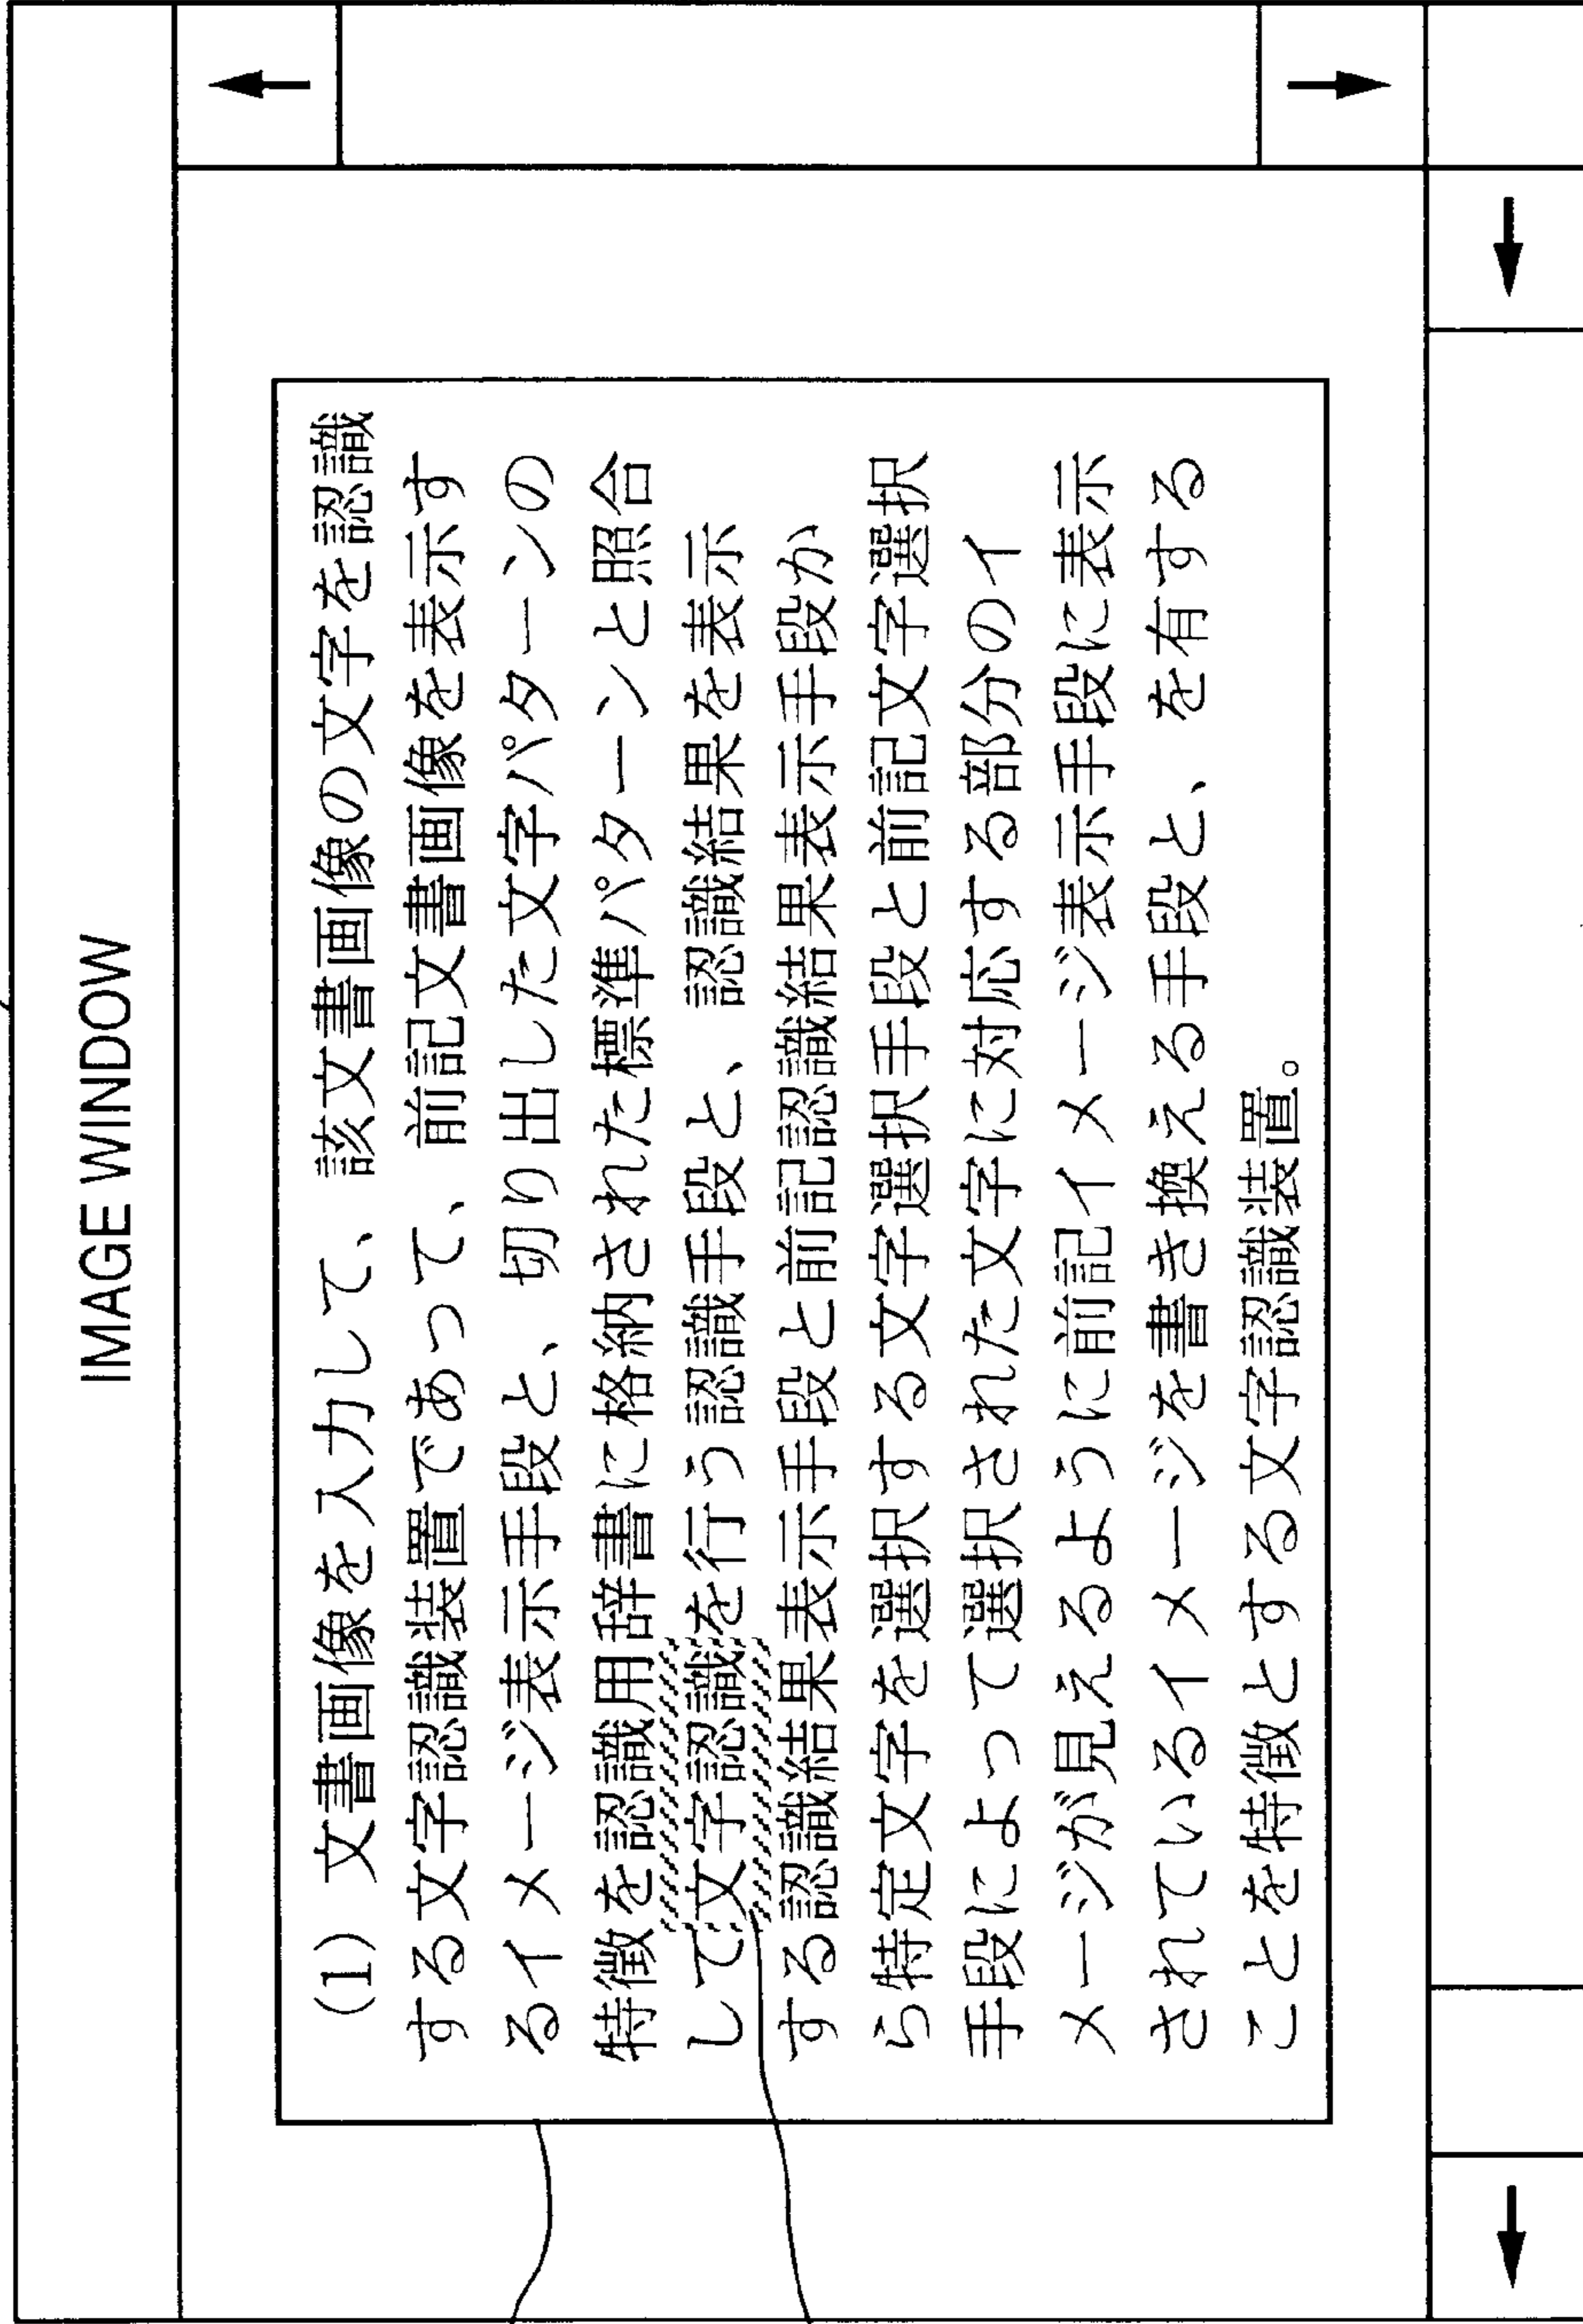 IMAGE WINDOW
(1) 文書画像を入力して、該文書画像の文字を認識
する文字認識装置であって、前記文書画像を表示す
るイメージ表示手段と、切り出した文字パターンの
特徴を認識用辞書に格納された標準パターンと照合
して文字認識を行う認識手段と、認識結果を表示
する認識結果表示手段と前記認識結果表示手段か
ら特定文字を選択する文字選択手段と前記文字選択
手段によって選択された文字に対応する部分のイ
メージが見えるように前記イメージ表示手段に表示
されているイメージを書き換える手段と、を有する
ことを特徴とする文字認識装置。